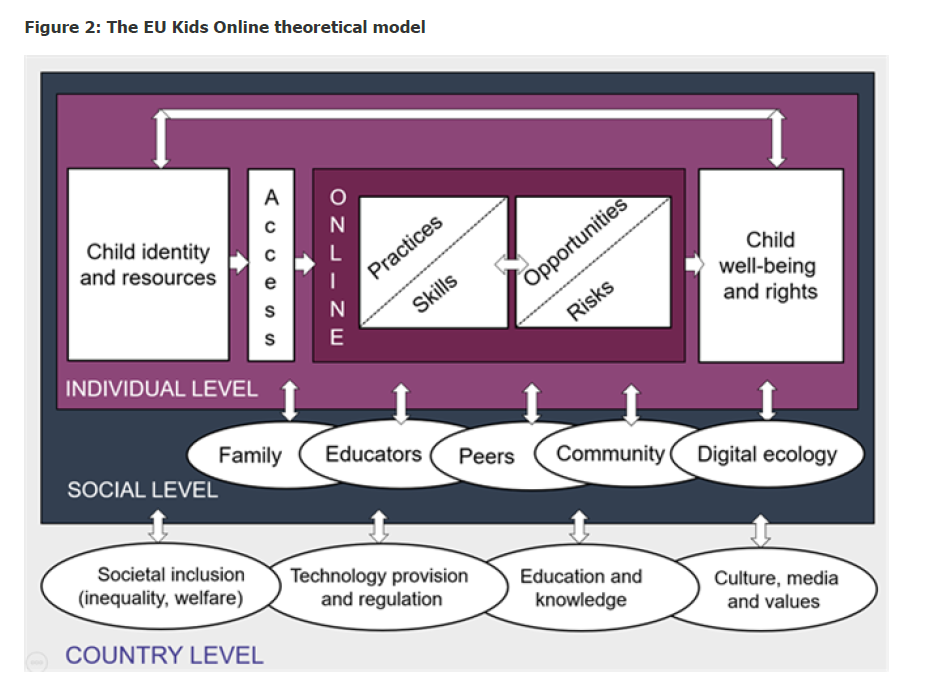 Figure 2: The EU Kids Online theoretical model
Child identity
and resources
Access
ONLINE
Practices
Skills
Opportunities
Risks
Child
well-being
and rights
INDIVIDUAL LEVEL
Family
Educators
Peers
Community
Digital ecology
SOCIAL LEVEL
Societal inclusion
(inequality, welfare)
Technology provision
and regulation
Education and
knowledge
Culture, media
and values
COUNTRY LEVEL